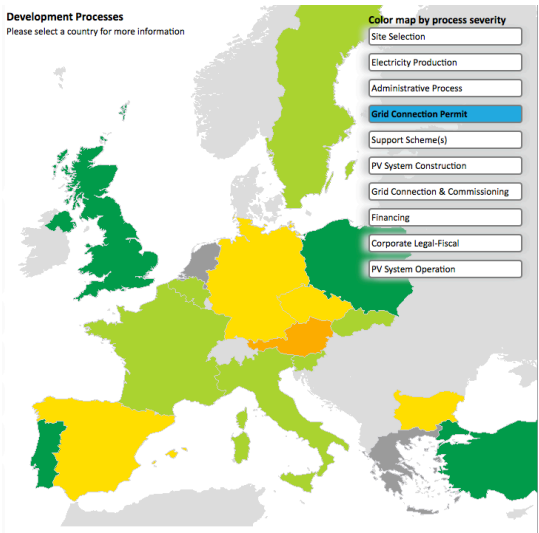 Development Processes
Please select a country for more information
Color map by process severity
Site Selection
Electricity Production
Administrative Process
Grid Connection Permit
Support Scheme(s)
PV System Construction
Grid Connection & Commissioning
Financing
Corporate Legal-Fiscal
PV System Operation